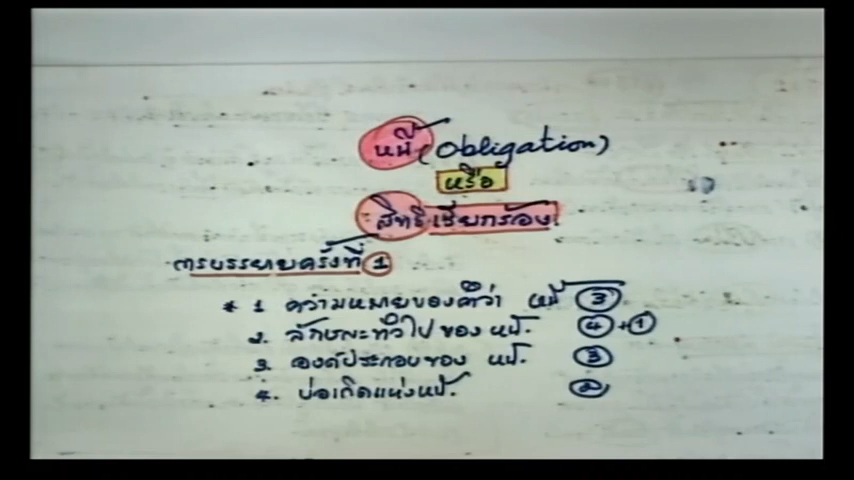 หนี้ (Obligation)
หรือ
สิทธิเรียกร้อง
การบรรยายครั้งที่ 1
* 1 ความหมายของคำว่า หนี้ 3
2. ลักษณะทั่วไปของ หนี้. 4 + 1
3. องค์ประกอบของ หนี้. 3
4. บ่อเกิดแห่งหนี้. 2